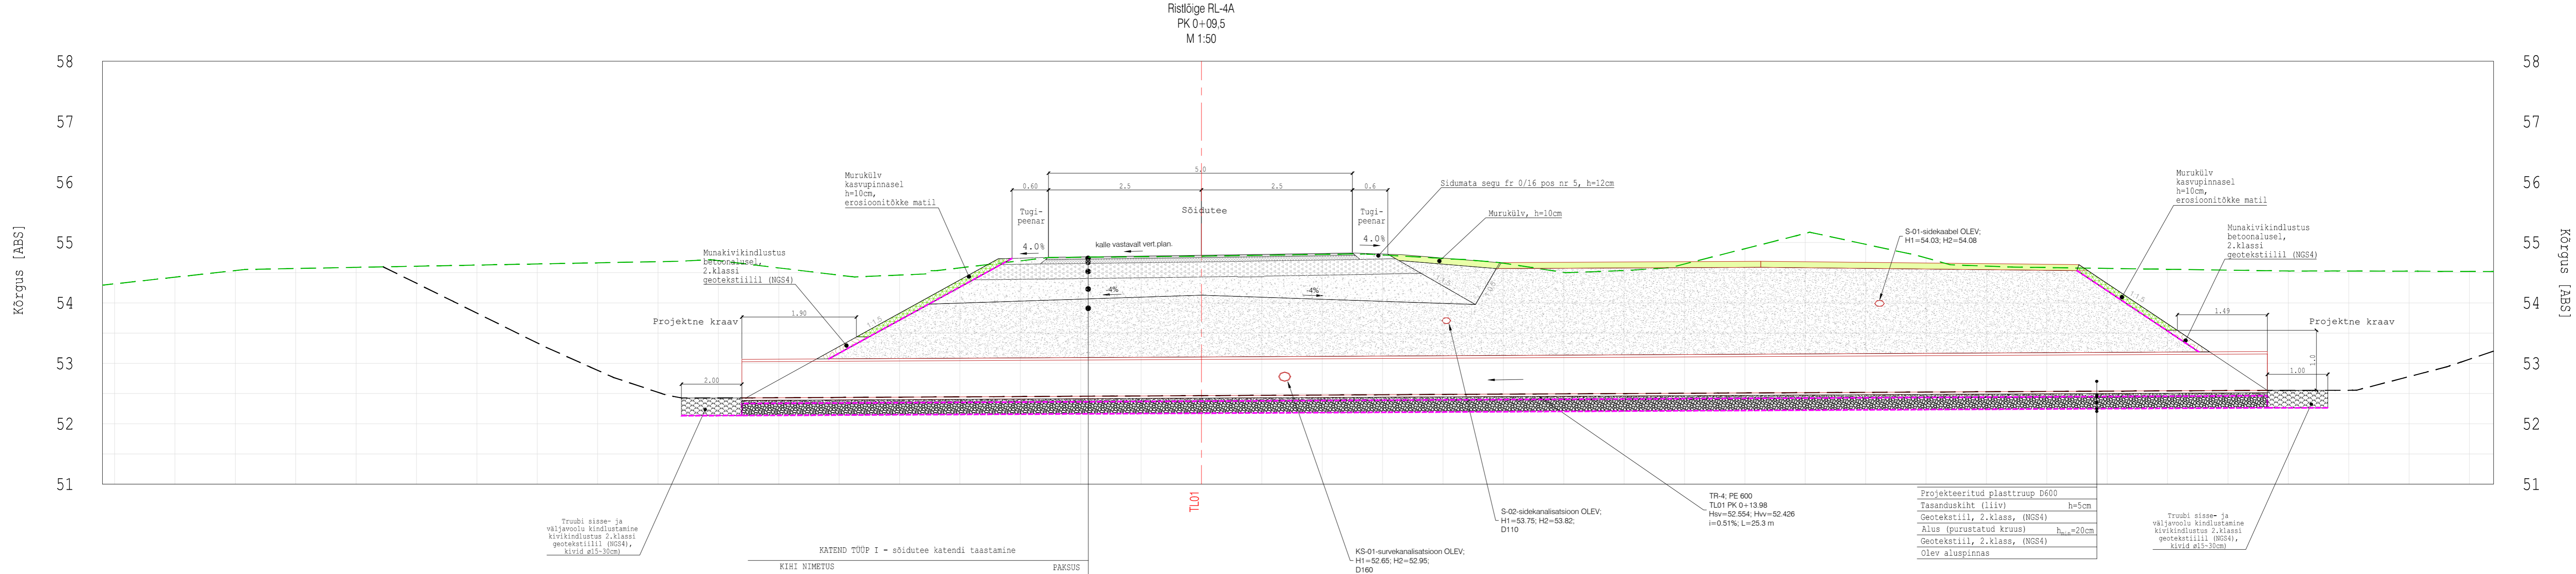 Ristlõige RL-4A
PK 0+09,5
M 1:50
58
57
56
55
54
53
52
51
Kõrgus [ABS]
58
57
56
55
54
53
52
51
Kõrgus [ABS]
5.0
0.60
2.5
2.5
0.6
Tugi-
peenar
Sõidutee
Tugi-
peenar
4.0%
kalle vastavalt vert.plan.
4.0%
-4%
-4%
Murukülv
kasvupinnasel
h=10cm,
erosioonitõkke matil
Munakivikindlustus
betoonalusel,
2.klassi
geotekstiilil (NGS4)
Projektne kraav
1.90
1:1.5
2.00
Sidumata segu fr 0/16 pos nr 5, h=12cm
Murukülv, h=10cm
S-01-sidekaabel OLEV;
H1=54.03; H2=54.08
Murukülv
kasvupinnasel
h=10cm,
erosioonitõkke matil
Munakivikindlustus
betoonalusel,
2.klassi
geotekstiilil (NGS4)
1:1.5
1.49
Projektne kraav
1.0
1.00
TL01
Truubi sisse- ja
väljavoolu kindlustamine
kivikindlustus 2.klassi
geotekstiilil (NGS4),
kivid ø15-30cm)
KATEND TÜÜP I - sõidutee katendi taastamine
KIHI NIMETUS
PAKSUS
KS-01-survekanalisatsioon OLEV;
H1=52.65; H2=52.95;
D160
S-02-sidekanalisatsioon OLEV;
H1=53.75; H2=53.82;
D110
TR-4; PE 600
TL01 PK 0+13.98
Hsv=52.554; Hvv=52.426
i=0.51%; L=25.3 m
Projekteeritud plasttruup D600
Tasanduskiht (liiv) h=5cm
Geotekstiil, 2.klass, (NGS4)
Alus (purustatud kruus) hmin=20cm
Geotekstiil, 2.klass, (NGS4)
Olev aluspinnas
Truubi sisse- ja
väljavoolu kindlustamine
kivikindlustus 2.klassi
geotekstiilil (NGS4),
kivid ø15-30cm)